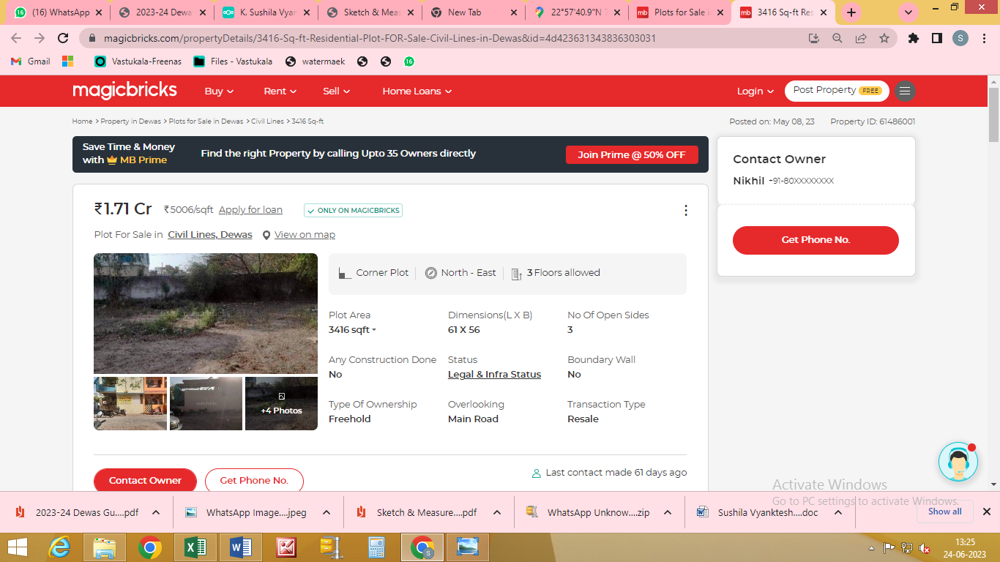 (16) WhatsApp
2023-24 Dewas
K. Sushila Vyan
Sketch & Meas
New Tab
22°57'40.9"N 7
Plots for Sale i
3416 Sq-ft Res
magicbricks.com/propertyDetails/3416-Sq-ft-Residential-Plot-FOR-Sale-Civil-Lines-in-Dewas&id=4d423631343836303031
S
Gmail
Vastukala-Freenas
Files - Vastukala
watermaek
16
magicbricks
Buy
Rent
Sell
Home Loans
Login
Post Property FREE
Home > Property in Dewas > Plots for Sale in Dewas > Civil Lines > 3416 Sq-ft
Posted on: May 08, 23 Property ID: 61486001
Save Time & Money
with MB Prime
Find the right Property by calling Upto 35 Owners directly
Join Prime @ 50% OFF
Contact Owner
Nikhil +91-80XXXXXXXX
Get Phone No.
₹1.71 Cr ₹5006/sqft Apply for loan ONLY ON MAGICBRICKS
Plot For Sale in Civil Lines, Dewas View on map
Corner Plot North - East 3 Floors allowed
Plot Area Dimensions(L X B) No Of Open Sides
3416 sqft 61 X 56 3
Any Construction Done Status Boundary Wall
No Legal & Infra Status No
Type Of Ownership Overlooking Transaction Type
Freehold Main Road Resale
+4 Photos
Contact Owner
Get Phone No.
Last contact made 61 days ago
Activate Windows
Go to PC settings to activate Windows.
2023-24 Dewas Gu....pdf
WhatsApp Image....jpeg
Sketch & Measure....pdf
WhatsApp Unknow....zip
Sushila Vyanktesh....doc
Show all
13:25
24-06-2023